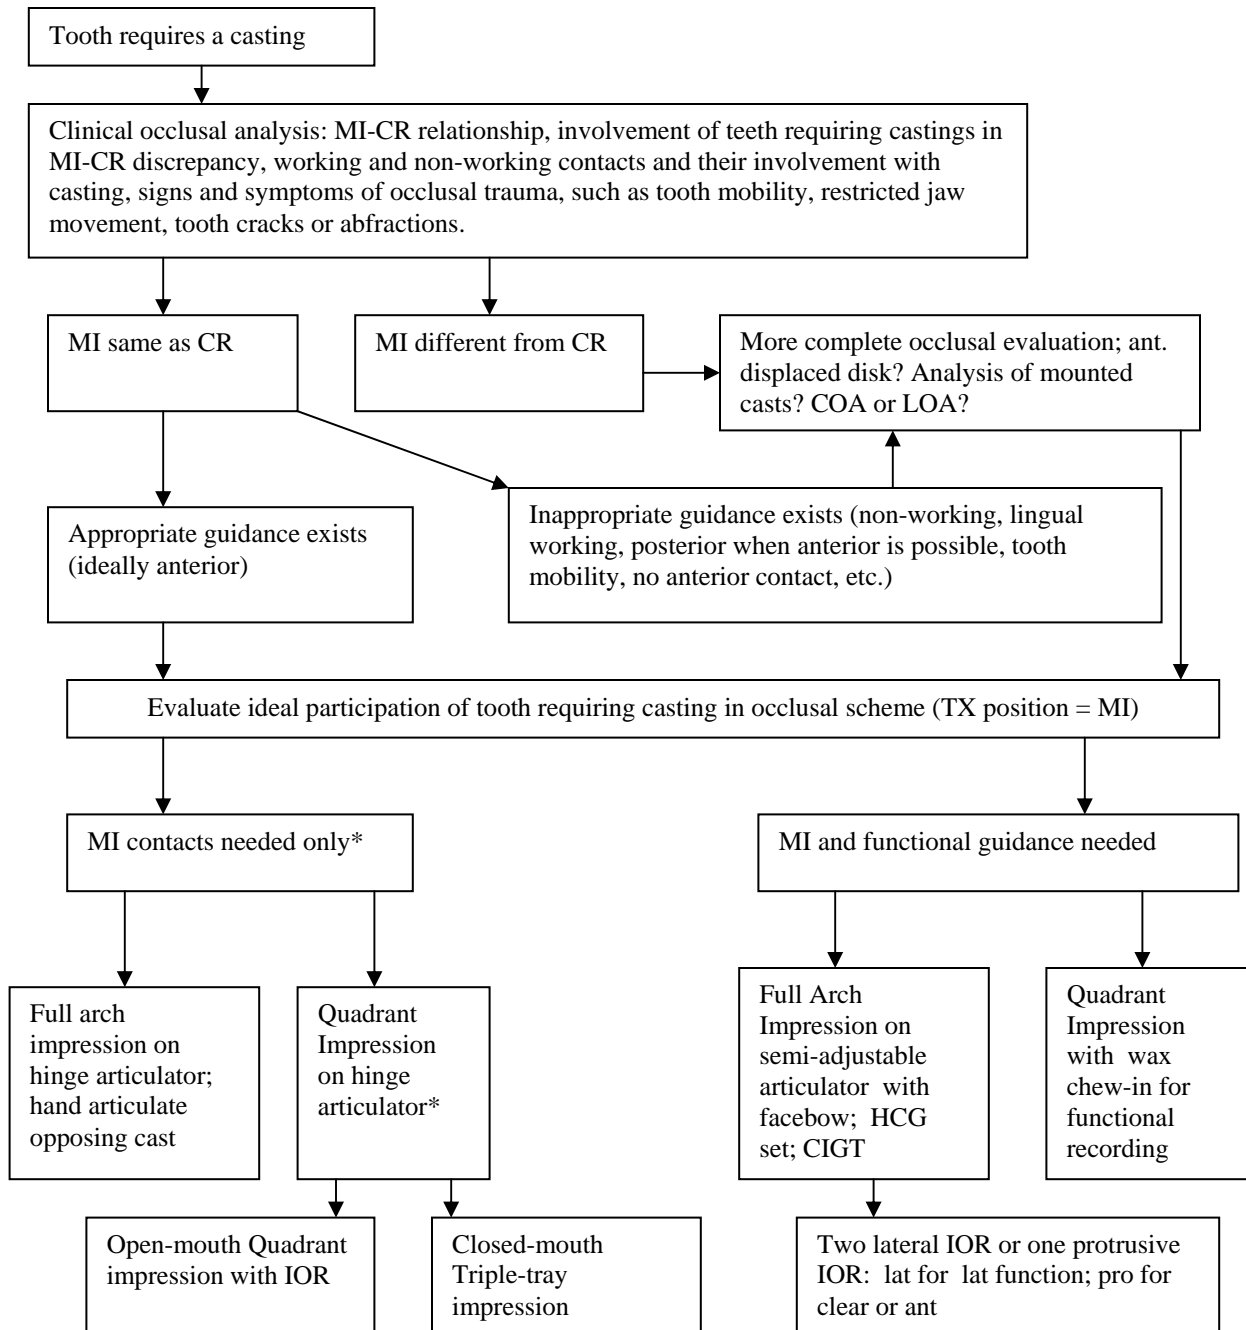 Tooth requires a casting
Clinical occlusal analysis: MI-CR relationship, involvement of teeth requiring castings in
MI-CR discrepancy, working and non-working contacts and their involvement with
casting, signs and symptoms of occlusal trauma, such as tooth mobility, restricted jaw
movement, tooth cracks or abfractions.
MI same as CR
MI different from CR
More complete occlusal evaluation; ant.
displaced disk? Analysis of mounted
casts? COA or LOA?
Appropriate guidance exists
(ideally anterior)
Inappropriate guidance exists (non-working, lingual
working, posterior when anterior is possible, tooth
mobility, no anterior contact, etc.)
Evaluate ideal participation of tooth requiring casting in occlusal scheme (TX position = MI)
MI contacts needed only*
MI and functional guidance needed
Full arch
impression on
hinge articulator;
hand articulate
opposing cast
Quadrant
Impression
on hinge
articulator*
Full Arch
Impression on
semi-adjustable
articulator with
facebow; HCG
set; CIGT
Quadrant
Impression
with wax
chew-in for
functional
recording
Open-mouth Quadrant
impression with IOR
Closed-mouth
Triple-tray
impression
Two lateral IOR or one protrusive
IOR: lat for lat function; pro for
clear or ant